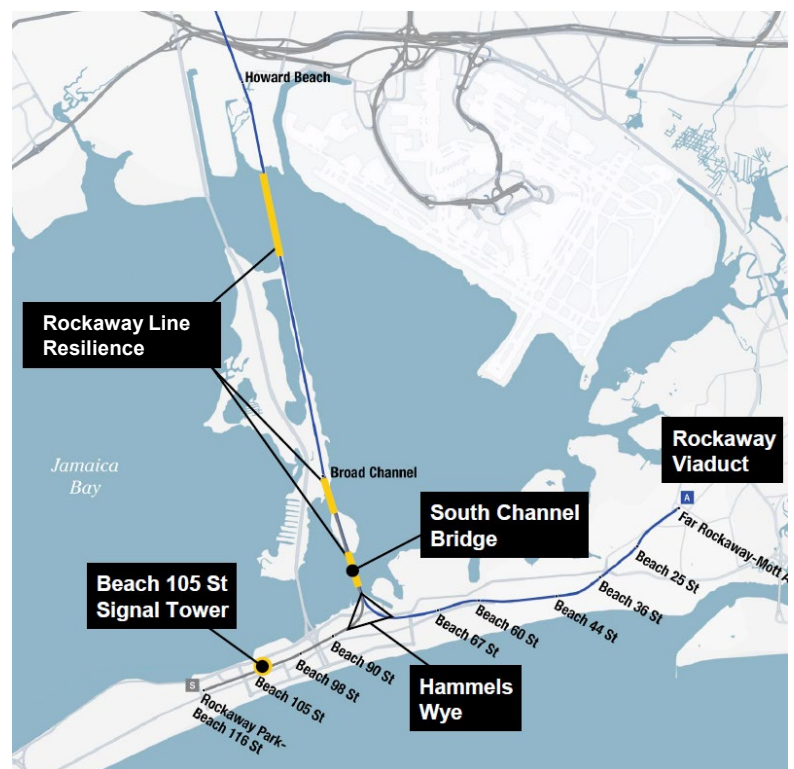 Howard Beach
Rockaway Line
Resilience
Jamaica
Bay
Broad Channel
Rockaway
Viaduct
A
Far Rockaway-Mott A
South Channel
Bridge
Beach 25 St
Beach 36 St
Beach 44 St
Beach 60 St
Beach 67 St
Beach 105 St
Signal Tower
Beach 90 St
Beach 98 St
Beach 105 St
S
Rockaway Park-
Beach 116 St
Hammels
Wye